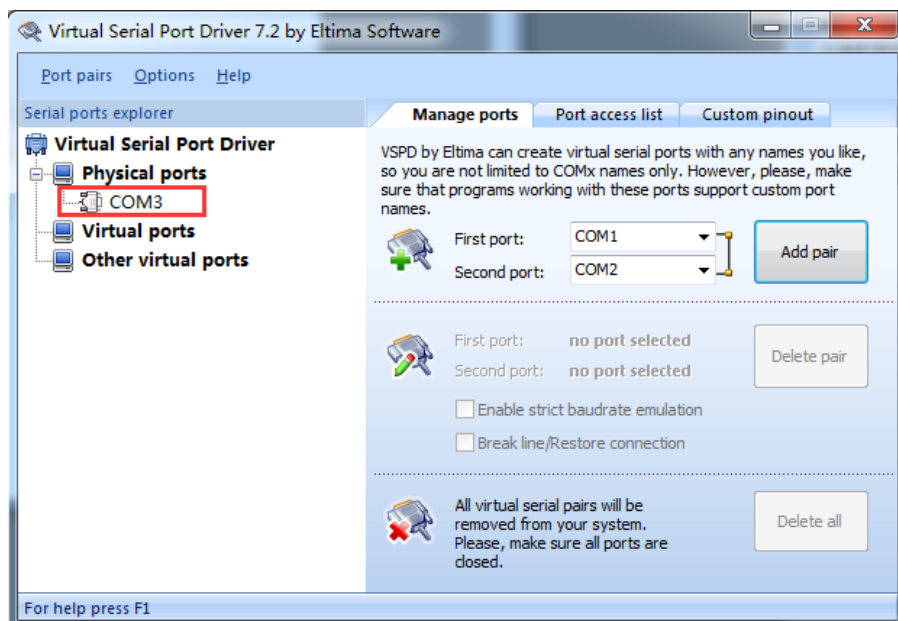 Virtual Serial Port Driver 7.2 by Eltima Software
Port pairs Options Help
Serial ports explorer
Virtual Serial Port Driver
Physical ports
COM3
Virtual ports
Other virtual ports
Manage ports Port access list Custom pinout
VSPD by Eltima can create virtual serial ports with any names you like,
so you are not limited to COMx names only. However, please, make
sure that programs working with these ports support custom port
names.
First port: COM1
Second port: COM2
Add pair
First port: no port selected
Second port: no port selected
Delete pair
Enable strict baudrate emulation
Break line/Restore connection
All virtual serial pairs will be
removed from your system.
Please, make sure all ports are
closed.
Delete all
For help press F1